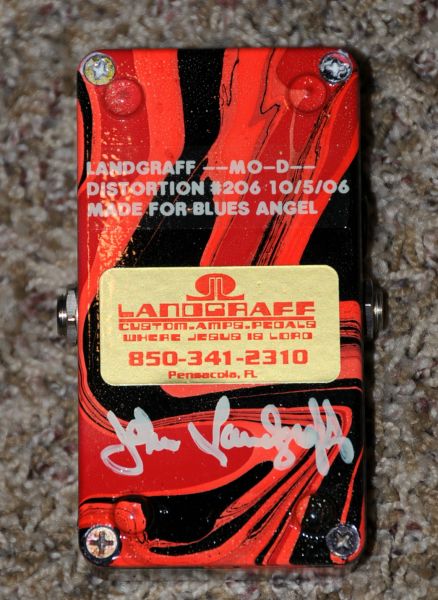 LANDGRAFF --MO-D--
DISTORTION #206 10/5/06
MADE FOR BLUES ANGEL
LANDGRAFF
CUSTOM.AMPS.PEDALS
WHERE JESUS IS LORD
850-341-2310
Pensacola, FL
John Landgraff